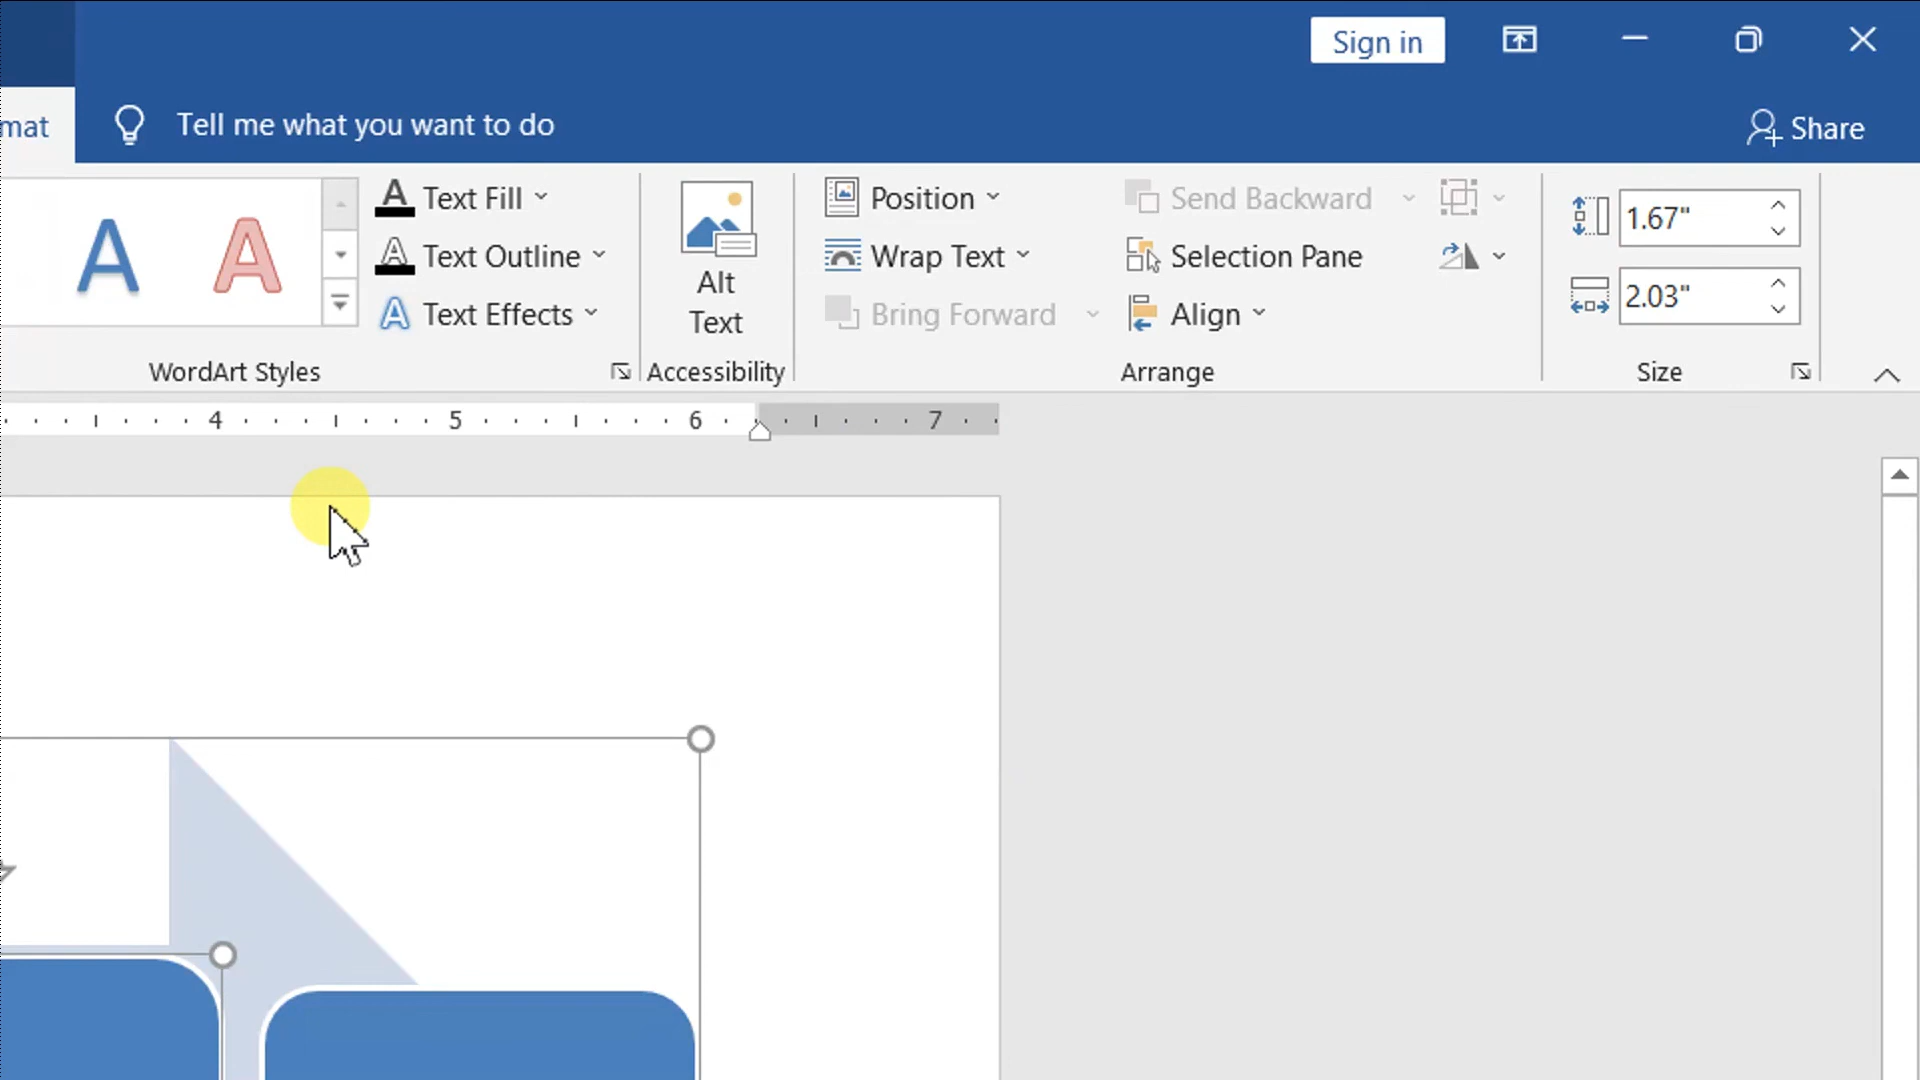 Sign in
mat
Tell me what you want to do
Share
A
A
A Text Fill
A Text Outline
A Text Effects
WordArt Styles
Alt
Text
Accessibility
Position
Send Backward
Wrap Text
Selection Pane
Bring Forward
Align
Arrange
1.67"
2.03"
Size
4 5 6 7